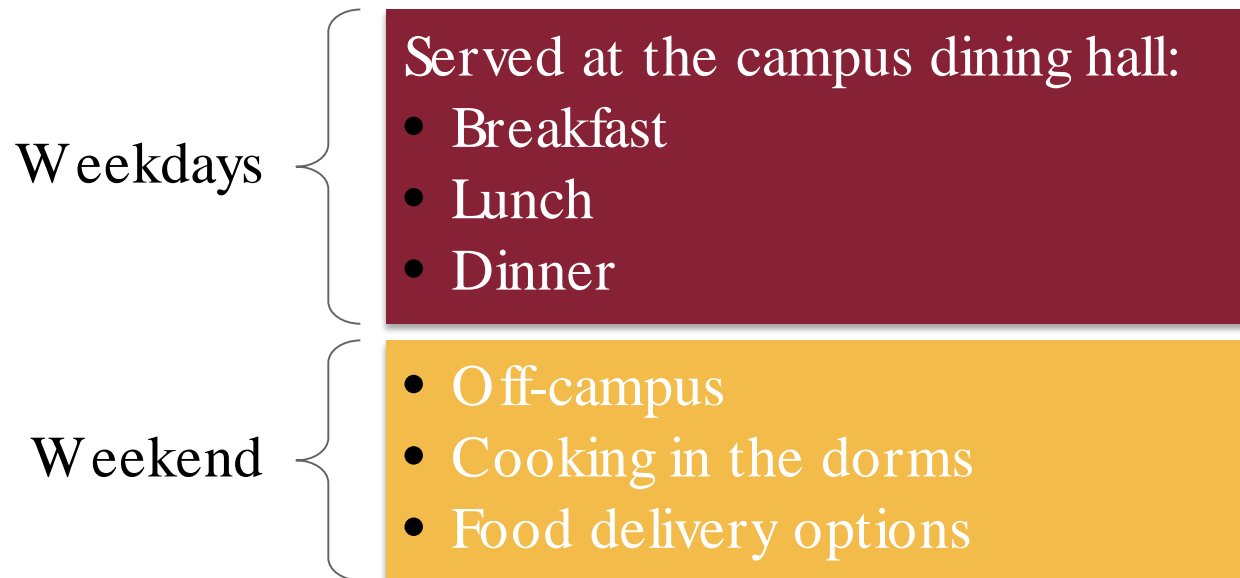 Weekdays
Served at the campus dining hall:
• Breakfast
• Lunch
• Dinner
Weekend
• Off-campus
• Cooking in the dorms
• Food delivery options